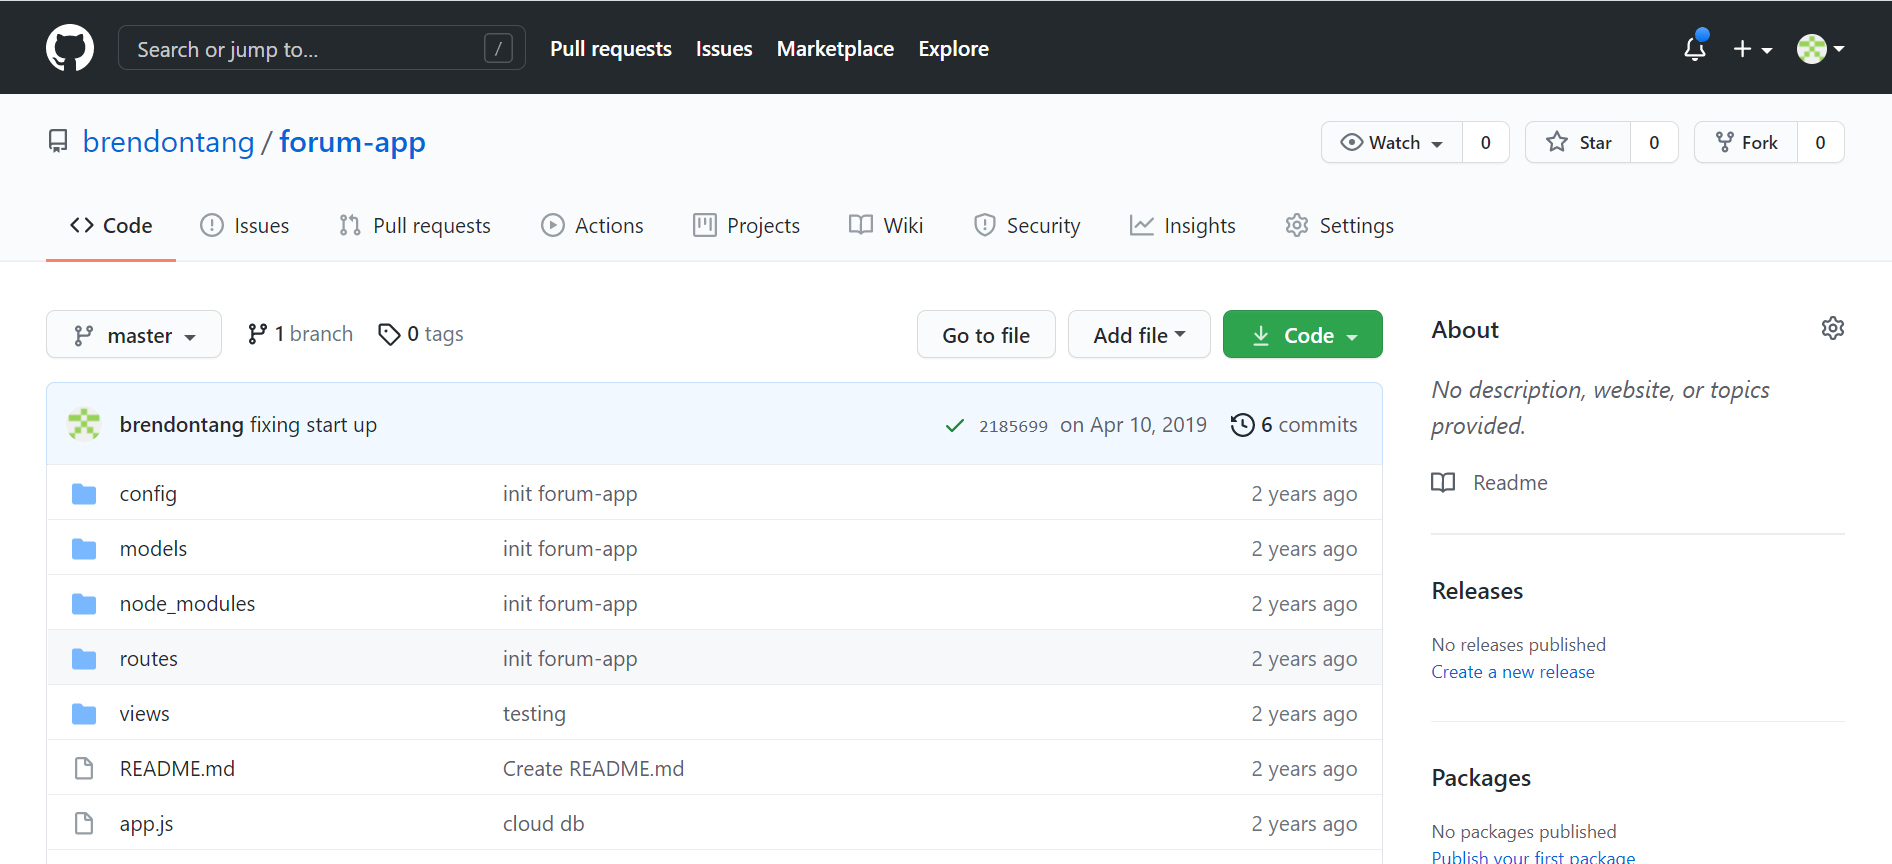 Search or jump to... /
Pull requests Issues Marketplace Explore
brendontang / forum-app
Watch 0 Star 0 Fork 0
Code Issues Pull requests Actions Projects Wiki Security Insights Settings
master 1 branch 0 tags Go to file Add file Code
brendontang fixing start up 2185699 on Apr 10, 2019 6 commits
config init forum-app 2 years ago
models init forum-app 2 years ago
node_modules init forum-app 2 years ago
routes init forum-app 2 years ago
views testing 2 years ago
README.md Create README.md 2 years ago
app.js cloud db 2 years ago
About
No description, website, or topics
provided.
Readme
Releases
No releases published
Create a new release
Packages
No packages published
Publish your first package